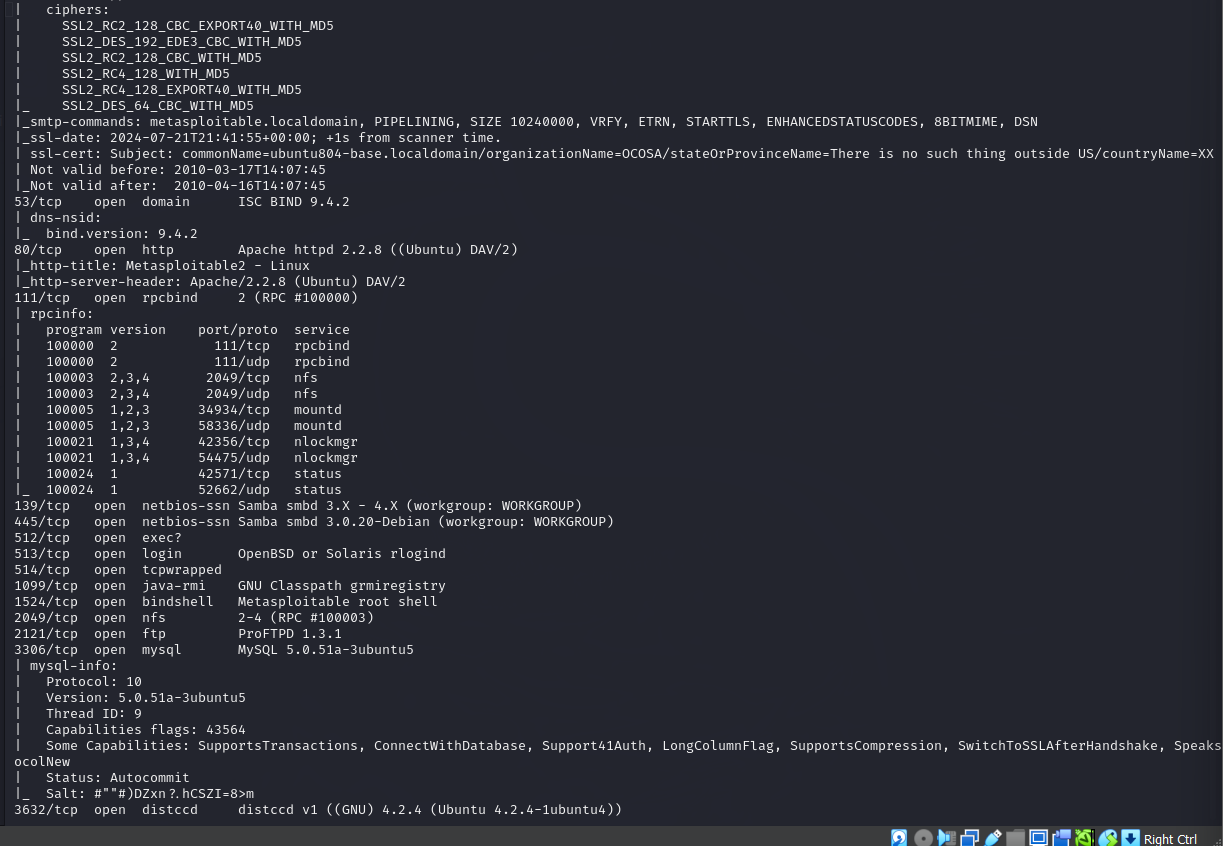 |   ciphers:
|     SSL2_RC2_128_CBC_EXPORT40_WITH_MD5
|     SSL2_DES_192_EDE3_CBC_WITH_MD5
|     SSL2_RC2_128_CBC_WITH_MD5
|     SSL2_RC4_128_WITH_MD5
|     SSL2_RC4_128_EXPORT40_WITH_MD5
|_    SSL2_DES_64_CBC_WITH_MD5
|_smtp-commands: metasploitable.localdomain, PIPELINING, SIZE 10240000, VRFY, ETRN, STARTTLS, ENHANCEDSTATUSCODES, 8BITMIME, DSN
|_ssl-date: 2024-07-21T21:41:55+00:00; +1s from scanner time.
| ssl-cert: Subject: commonName=ubuntu804-base.localdomain/organizationName=OCOSA/stateOrProvinceName=There is no such thing outside US/countryName=XX
| Not valid before: 2010-03-17T14:07:45
|_Not valid after:  2010-04-16T14:07:45
53/tcp    open  domain      ISC BIND 9.4.2
| dns-nsid:
|_  bind.version: 9.4.2
80/tcp    open  http        Apache httpd 2.2.8 ((Ubuntu) DAV/2)
|_http-title: Metasploitable2 - Linux
|_http-server-header: Apache/2.2.8 (Ubuntu) DAV/2
111/tcp   open  rpcbind     2 (RPC #100000)
| rpcinfo:
|   program version    port/proto  service
|   100000  2            111/tcp   rpcbind
|   100000  2            111/udp   rpcbind
|   100003  2,3,4       2049/tcp   nfs
|   100003  2,3,4       2049/udp   nfs
|   100005  1,2,3      34934/tcp   mountd
|   100005  1,2,3      58336/udp   mountd
|   100021  1,3,4      42356/tcp   nlockmgr
|   100021  1,3,4      54475/udp   nlockmgr
|   100024  1          42571/tcp   status
|_  100024  1          52662/udp   status
139/tcp   open  netbios-ssn Samba smbd 3.X - 4.X (workgroup: WORKGROUP)
445/tcp   open  netbios-ssn Samba smbd 3.0.20-Debian (workgroup: WORKGROUP)
512/tcp   open  exec?
513/tcp   open  login       OpenBSD or Solaris rlogind
514/tcp   open  tcpwrapped
1099/tcp  open  java-rmi    GNU Classpath grmiregistry
1524/tcp  open  bindshell   Metasploitable root shell
2049/tcp  open  nfs         2-4 (RPC #100003)
2121/tcp  open  ftp         ProFTPD 1.3.1
3306/tcp  open  mysql       MySQL 5.0.51a-3ubuntu5
| mysql-info:
|   Protocol: 10
|   Version: 5.0.51a-3ubuntu5
|   Thread ID: 9
|   Capabilities flags: 43564
|   Some Capabilities: SupportsTransactions, ConnectWithDatabase, Support41Auth, LongColumnFlag, SupportsCompression, SwitchToSSLAfterHandshake, Speaks
ocolNew
|   Status: Autocommit
|_  Salt: #""#)DZxn?.hCSZI=8>m
3632/tcp  open  distccd     distccd v1 ((GNU) 4.2.4 (Ubuntu 4.2.4-1ubuntu4))
Right Ctrl